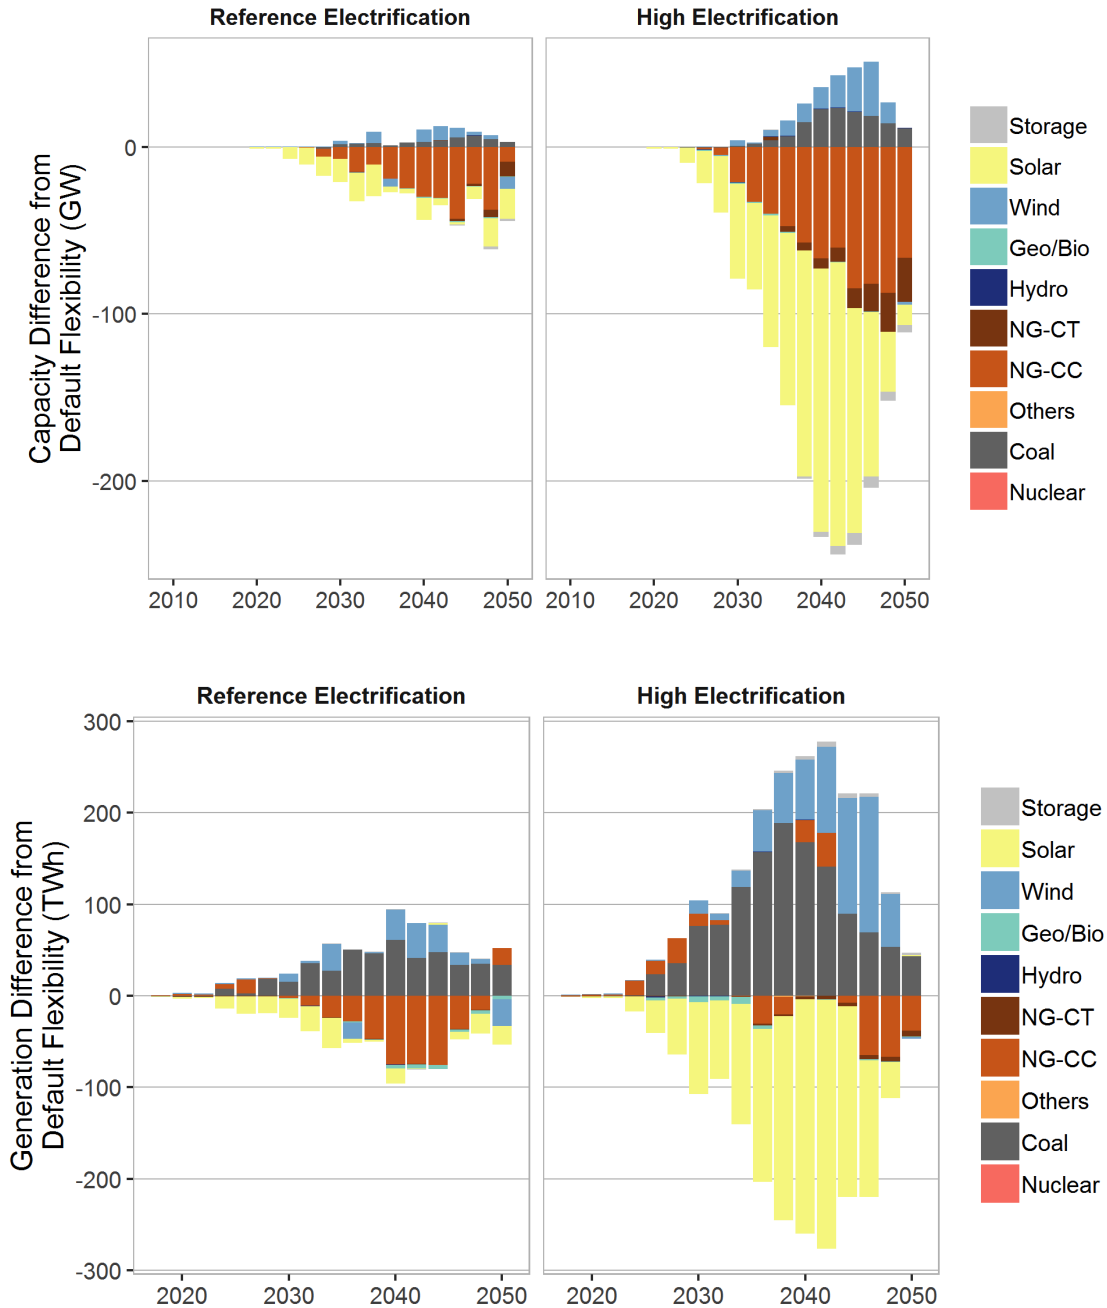 Reference Electrification
High Electrification
Capacity Difference from
Default Flexibility (GW)
0
-100
-200
2010
2020
2030
2040
2050
2010
2020
2030
2040
2050
Storage
Solar
Wind
Geo/Bio
Hydro
NG-CT
NG-CC
Others
Coal
Nuclear
Reference Electrification
High Electrification
Generation Difference from
Default Flexibility (TWh)
300
200
100
0
-100
-200
-300
2020
2030
2040
2050
2020
2030
2040
2050
Storage
Solar
Wind
Geo/Bio
Hydro
NG-CT
NG-CC
Others
Coal
Nuclear